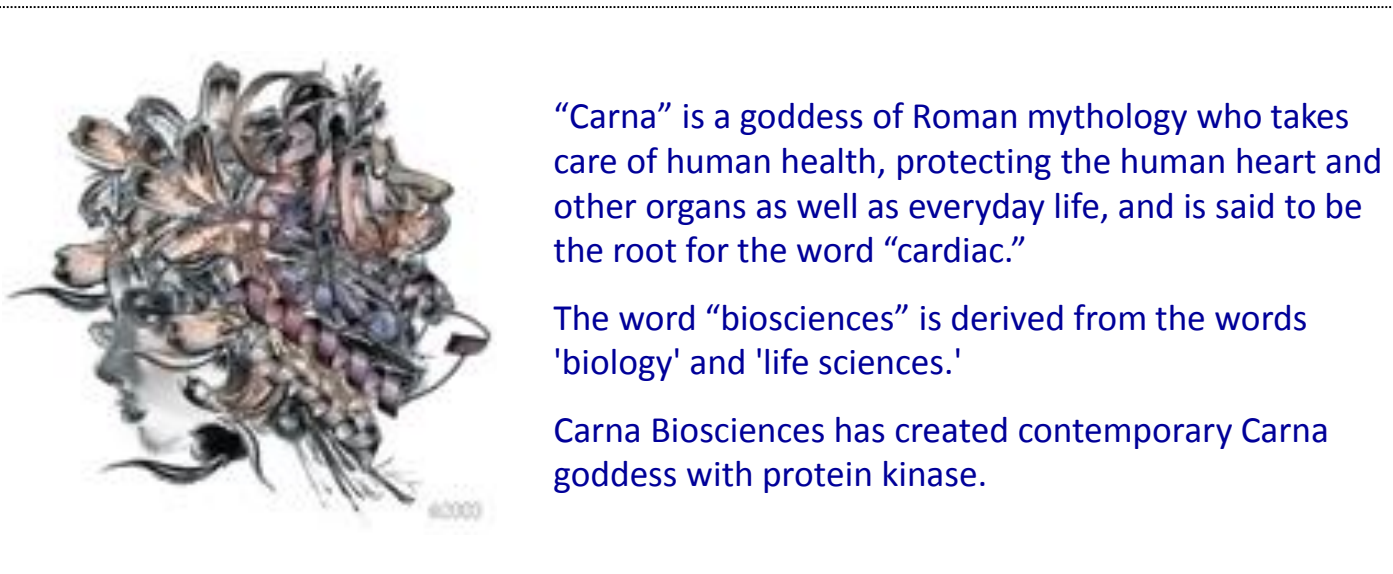 “Carna” is a goddess of Roman mythology who takes
care of human health, protecting the human heart and
other organs as well as everyday life, and is said to be
the root for the word “cardiac.”
The word “biosciences” is derived from the words
'biology' and 'life sciences.'
Carna Biosciences has created contemporary Carna
goddess with protein kinase.